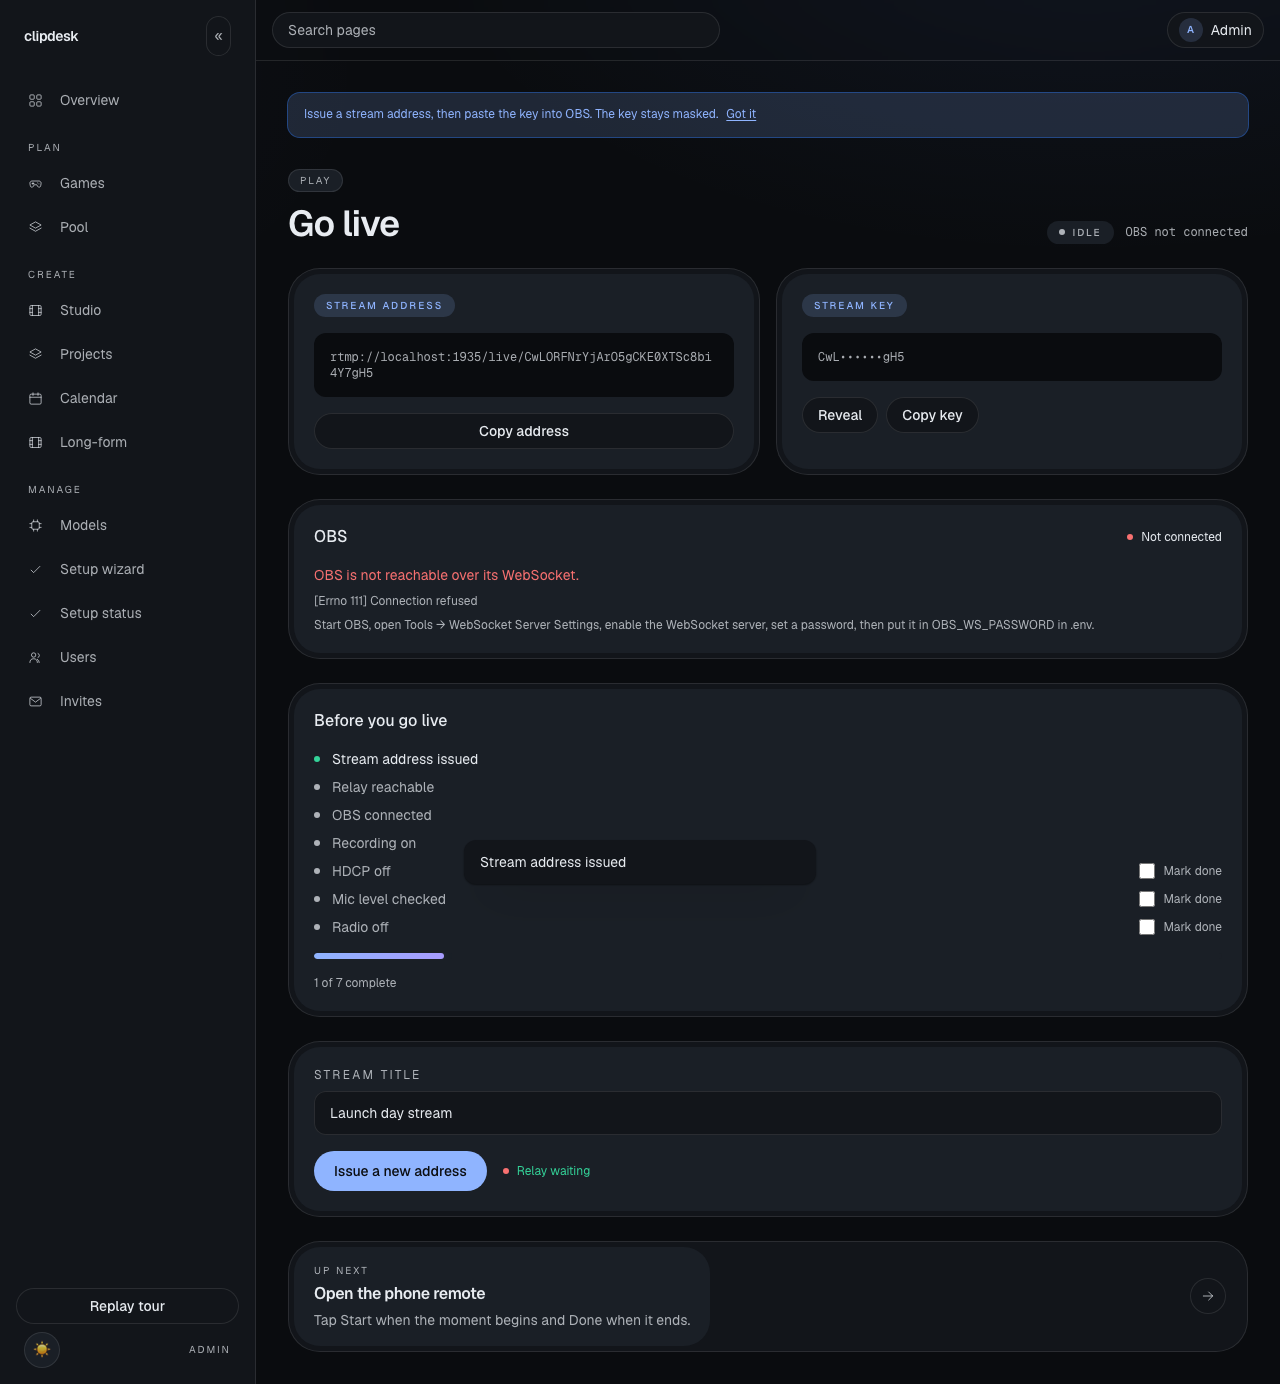 clipdesk
«
Search pages
A
Admin
Overview
PLAN
Games
Pool
CREATE
Studio
Projects
Calendar
Long-form
MANAGE
Models
Setup wizard
Setup status
Users
Invites
Replay tour
ADMIN
Issue a stream address, then paste the key into OBS. The key stays masked. Got it
PLAY
Go live
IDLE
OBS not connected
STREAM ADDRESS
rtmp://localhost:1935/live/CwLORFNrYjArO5gCKE0XTSc8bi
4Y7gH5
Copy address
STREAM KEY
CwL••••••gH5
Reveal
Copy key
OBS
Not connected
OBS is not reachable over its WebSocket.
[Errno 111] Connection refused
Start OBS, open Tools → WebSocket Server Settings, enable the WebSocket server, set a password, then put it in OBS_WS_PASSWORD in .env.
Before you go live
Stream address issued
Relay reachable
OBS connected
Recording on
Stream address issued
HDCP off
Mark done
Mic level checked
Mark done
Radio off
Mark done
1 of 7 complete
STREAM TITLE
Launch day stream
Issue a new address
Relay waiting
UP NEXT
Open the phone remote
Tap Start when the moment begins and Done when it ends.